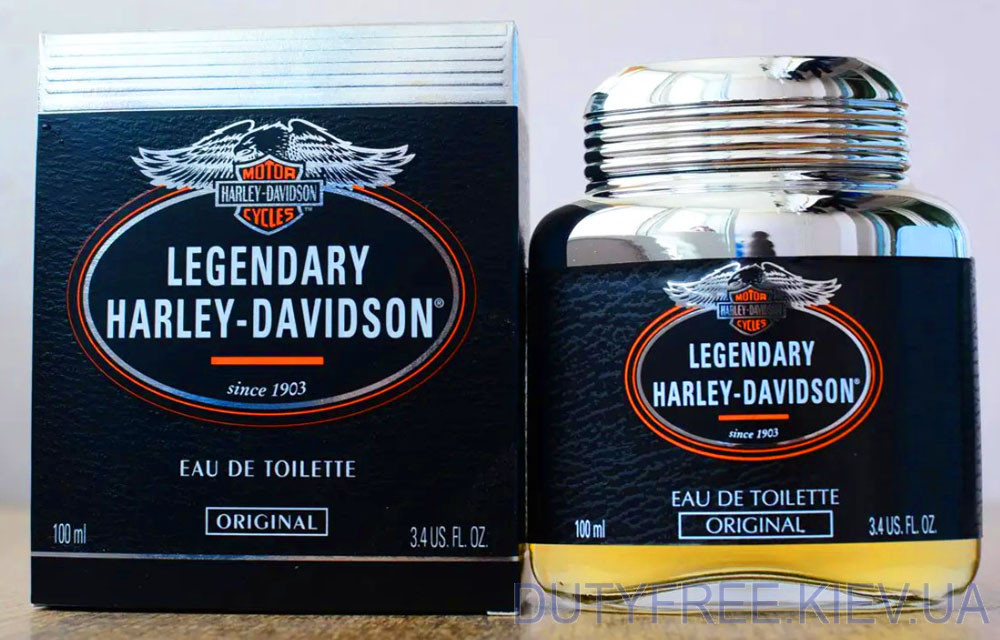 MOTOR
HARLEY-DAVIDSON
CYCLES™
LEGENDARY
HARLEY-DAVIDSON®
since 1903
EAU DE TOILETTE
ORIGINAL
100 ml
3.4 US. FL. OZ.
MOTOR
HARLEY-DAVIDSON
CYCLES
LEGENDARY
HARLEY-DAVIDSON®
since 1903
EAU DE TOILETTE
ORIGINAL
100 ml
3.4 US. FL. OZ.
DUTYFREE.KIEV.UA